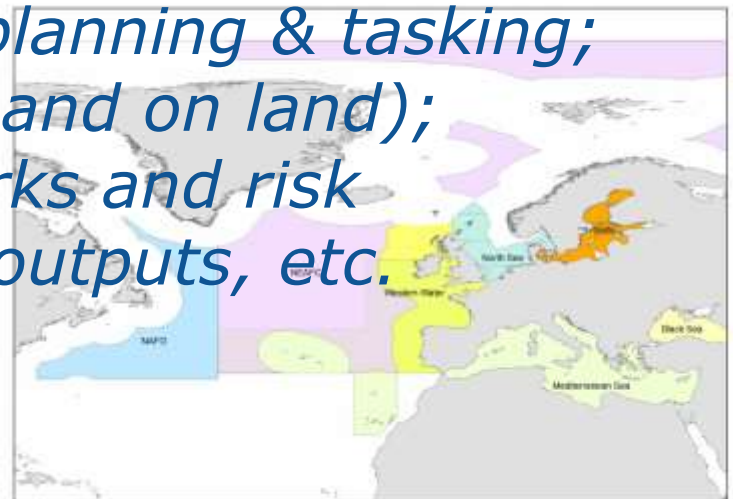 planning & tasking;
and on land);
rks and risk
outputs, etc.
North Sea
NEAFC
Western Water
Black Sea
NAFO
Mediterranean Sea